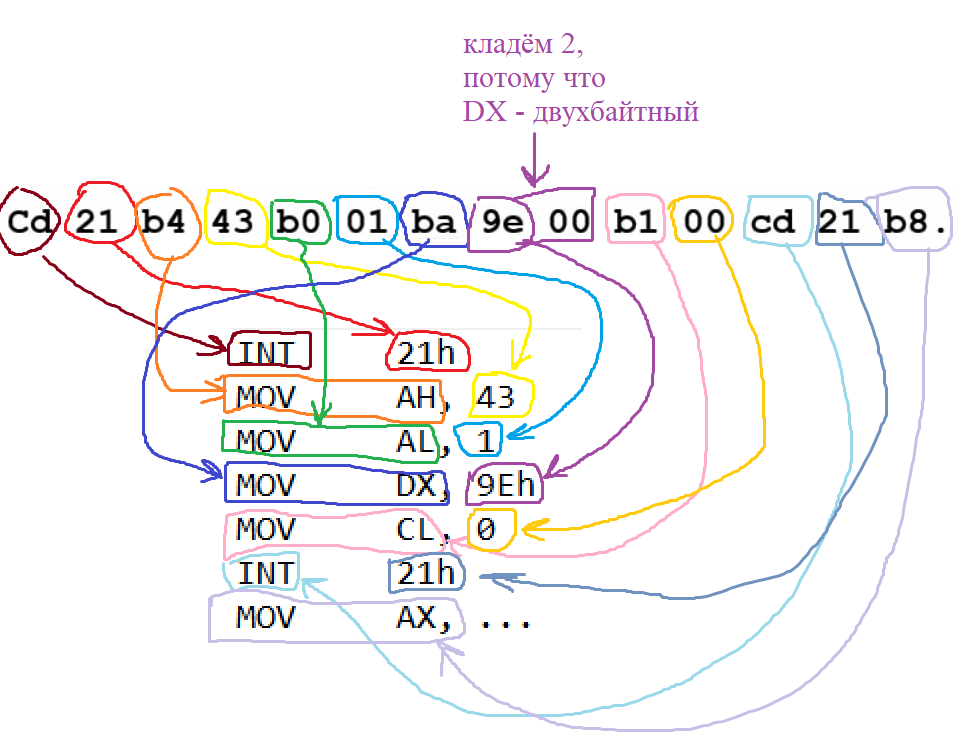 кладём 2,
потому что
DX - двухбайтный
Cd 21 b4 43 b0 01 ba 9e 00 b1 00 cd 21 b8.
INT 21h
MOV AH, 43
MOV AL, 1
MOV DX, 9Eh
MOV CL, 0
INT 21h
MOV AX, ...